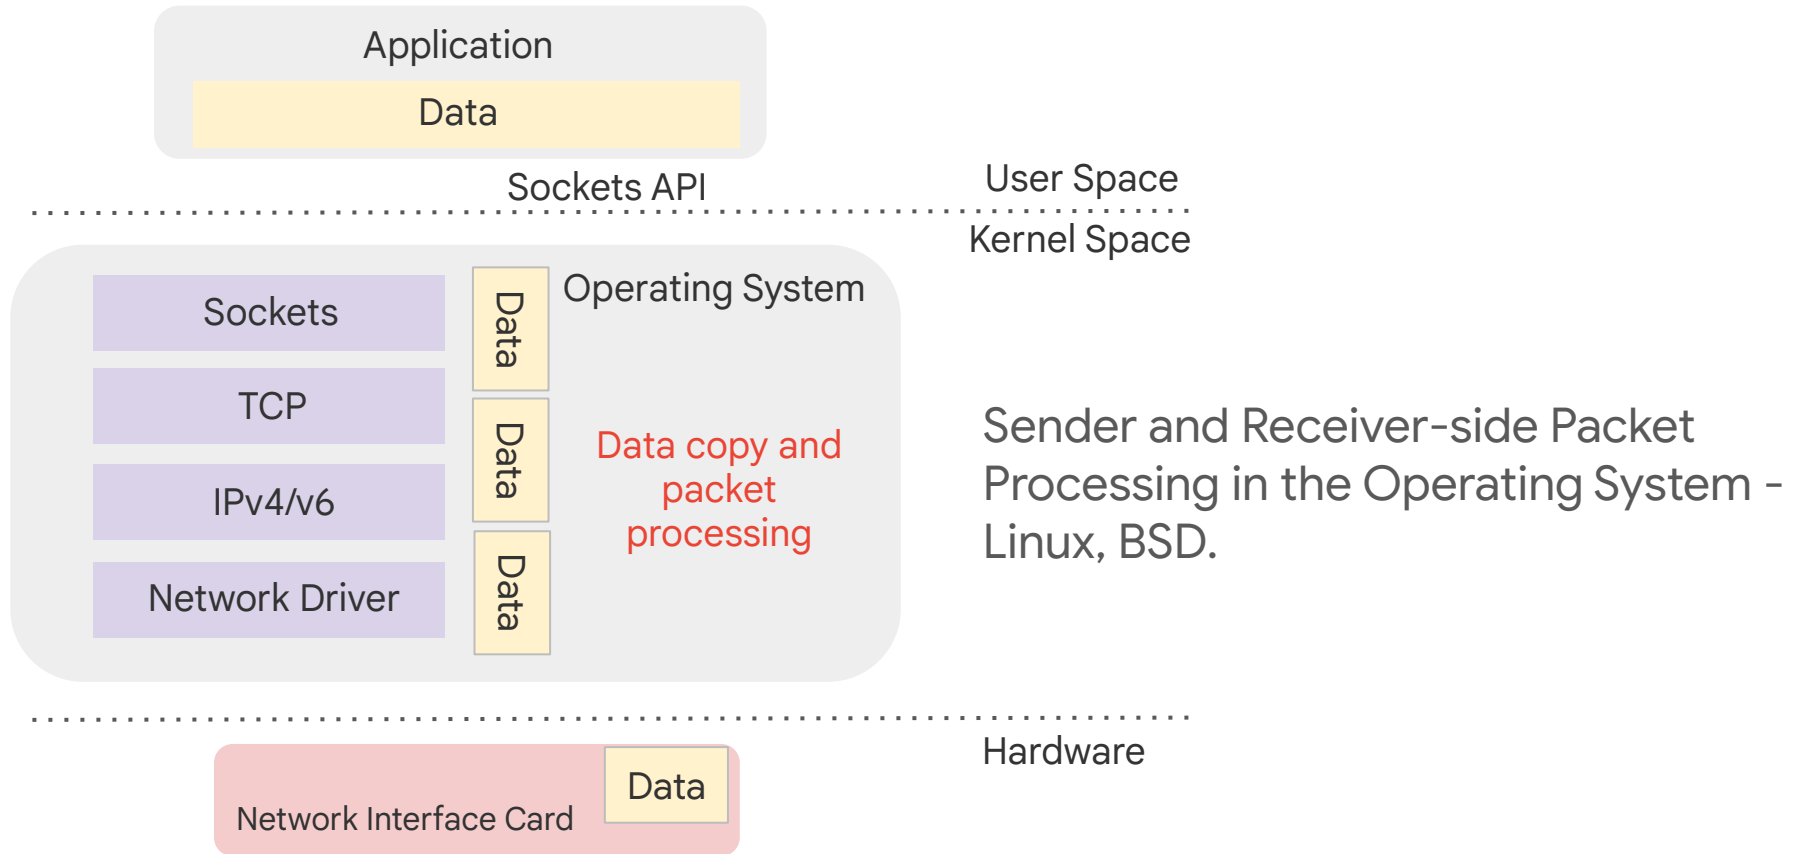 Application
Data
Sockets API
User Space
Kernel Space
Operating System
Sockets
TCP
IPv4/v6
Network Driver
Data
Data
Data
Data copy and
packet
processing
Sender and Receiver-side Packet
Processing in the Operating System -
Linux, BSD.
Hardware
Network Interface Card
Data